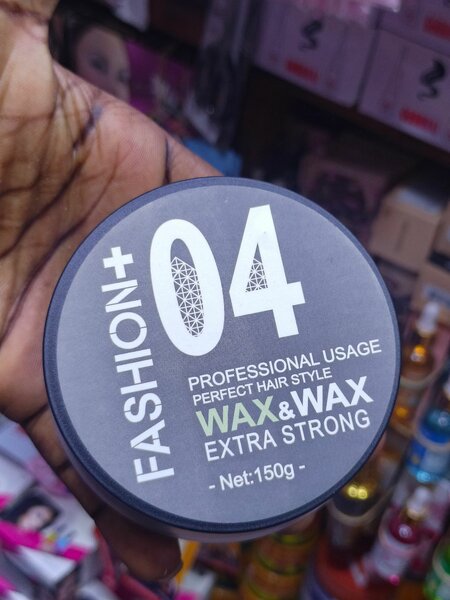 FASHION+
04
PROFESSIONAL USAGE
PERFECT HAIR STYLE
WAX&WAX
EXTRA STRONG
- Net:150g -